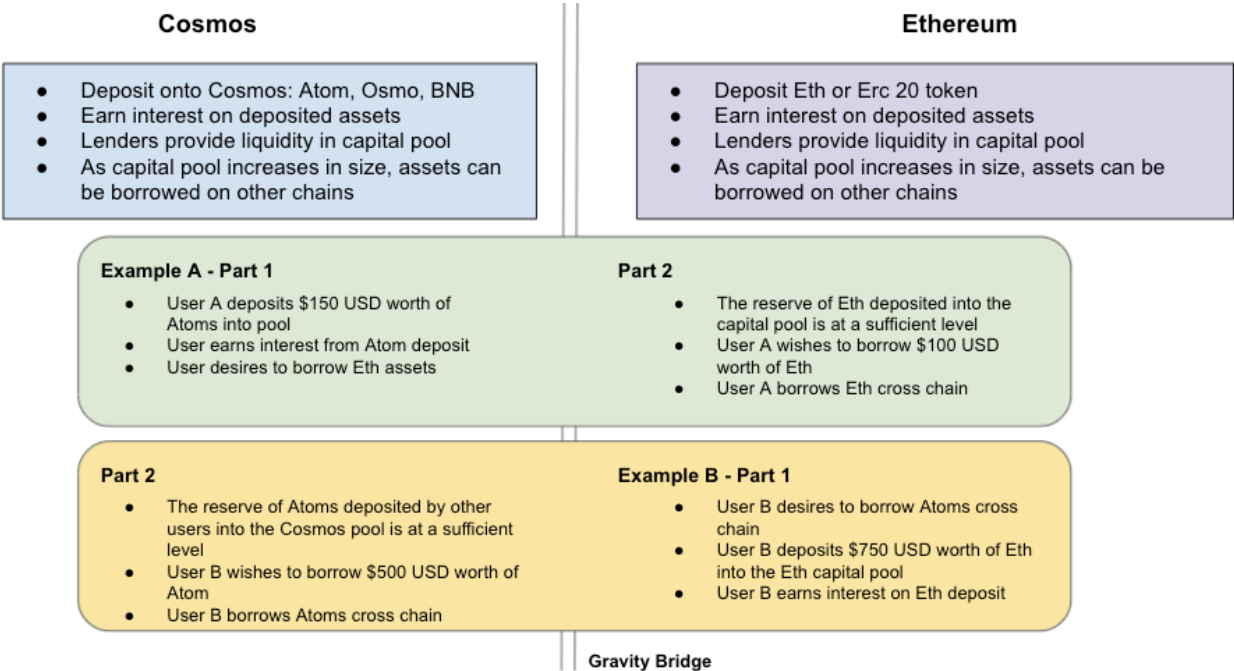 Cosmos
Ethereum
● Deposit onto Cosmos: Atom, Osmo, BNB
● Earn interest on deposited assets
● Lenders provide liquidity in capital pool
● As capital pool increases in size, assets can
be borrowed on other chains
● Deposit Eth or Erc 20 token
● Earn interest on deposited assets
● Lenders provide liquidity in capital pool
● As capital pool increases in size, assets can be
borrowed on other chains
Example A - Part 1
● User A deposits $150 USD worth of
Atoms into pool
● User earns interest from Atom deposit
● User desires to borrow Eth assets
Part 2
● The reserve of Eth deposited into the
capital pool is at a sufficient level
● User A wishes to borrow $100 USD
worth of Eth
● User A borrows Eth cross chain
Example B - Part 1
● User B desires to borrow Atoms cross
chain
● User B deposits $750 USD worth of Eth
into the Eth capital pool
● User B earns interest on Eth deposit
Part 2
● The reserve of Atoms deposited by other
users into the Cosmos pool is at a sufficient
level
● User B wishes to borrow $500 USD worth of
Atom
● User B borrows Atoms cross chain
Gravity Bridge